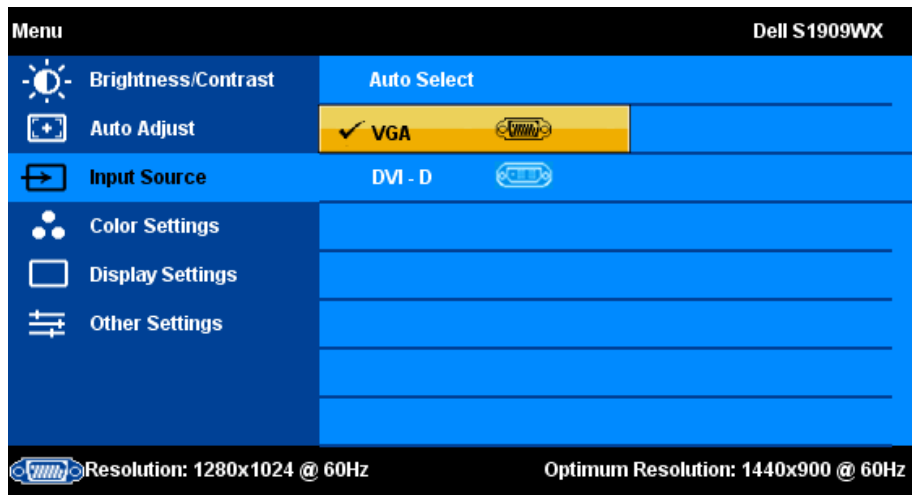 Menu Dell S1909WX
Brightness/Contrast Auto Select
Auto Adjust VGA
Input Source DVI - D
Color Settings
Display Settings
Other Settings
Resolution: 1280x1024 @ 60Hz Optimum Resolution: 1440x900 @ 60Hz